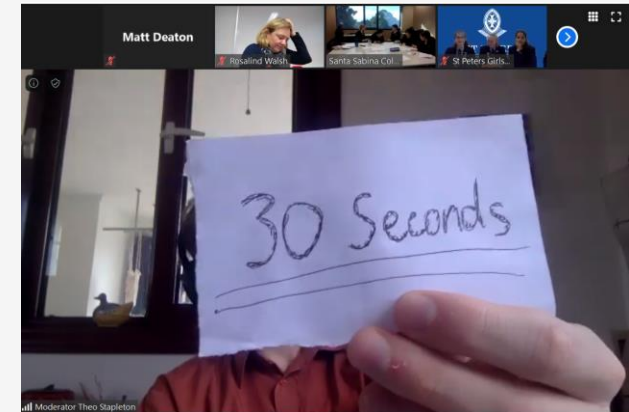 Matt Deaton
Rosalind Walsh
Santa Sabina Col...
St Peters Girls...
30 Seconds
Moderator Theo Stapleton